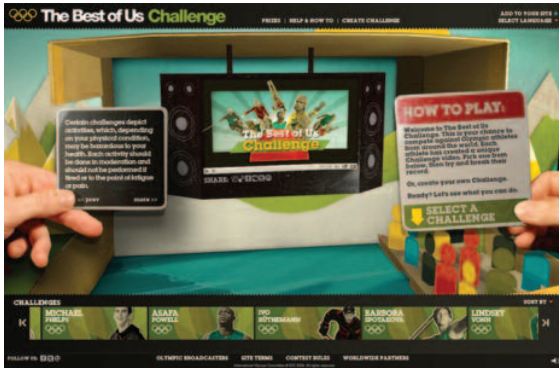 The Best of Us Challenge
PRIZES | HELP & HOW TO | CREATE CHALLENGE
ADD TO YOUR SITE
SELECT LANGUAGE
Certain challenges depict
activities, which, depending
on your physical condition,
may be hazardous to your
health. Each activity should
be done in moderation and
should not be performed if
tired or to the point of fatigue
or pain.
The Best of Us
Challenge
SHARE:
HOW TO PLAY:
Welcome to The Best of Us
Challenge. This is your chance to
compete against Olympic athletes
from around the world. Each
athlete has created a unique
Challenge video. Pick one from
below, then try and break their
record.
Or, create your own Challenge.
Ready? Let's see what you can do.
SELECT A
CHALLENGE
CHALLENGES
SORT BY
MICHAEL
PHELPS
ASAFA
POWELL
IVO
RÜTHEMANN
BARBORA
SPOTAKOVA
LINDSEY
VONN
FOLLOW US:
OLYMPIC BROADCASTERS
SITE TERMS
CONTEST RULES
WORLDWIDE PARTNERS